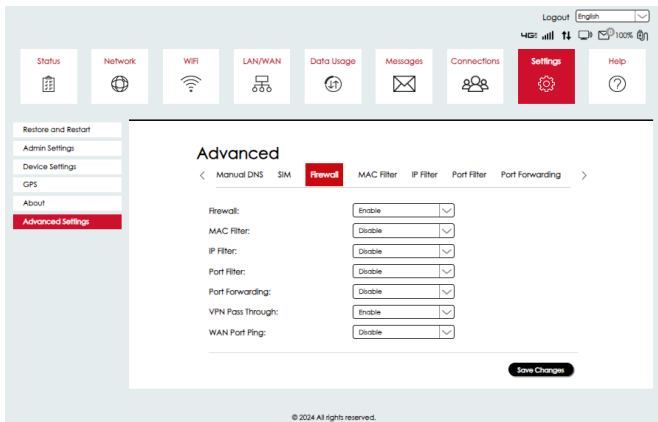 Logout English
4GE 100%
Status Network WiFi LAN/WAN Data Usage Messages Connections Settings Help
Restore and Restart
Admin Settings
Device Settings
GPS
About
Advanced Settings
Advanced
< Manual DNS SIM Firewall MAC Filter IP Filter Port Filter Port Forwarding >
Firewall: Enable
MAC Filter: Disable
IP Filter: Disable
Port Filter: Disable
Port Forwarding: Disable
VPN Pass Through: Enable
WAN Port Ping: Disable
Save Changes
© 2024 All rights reserved.